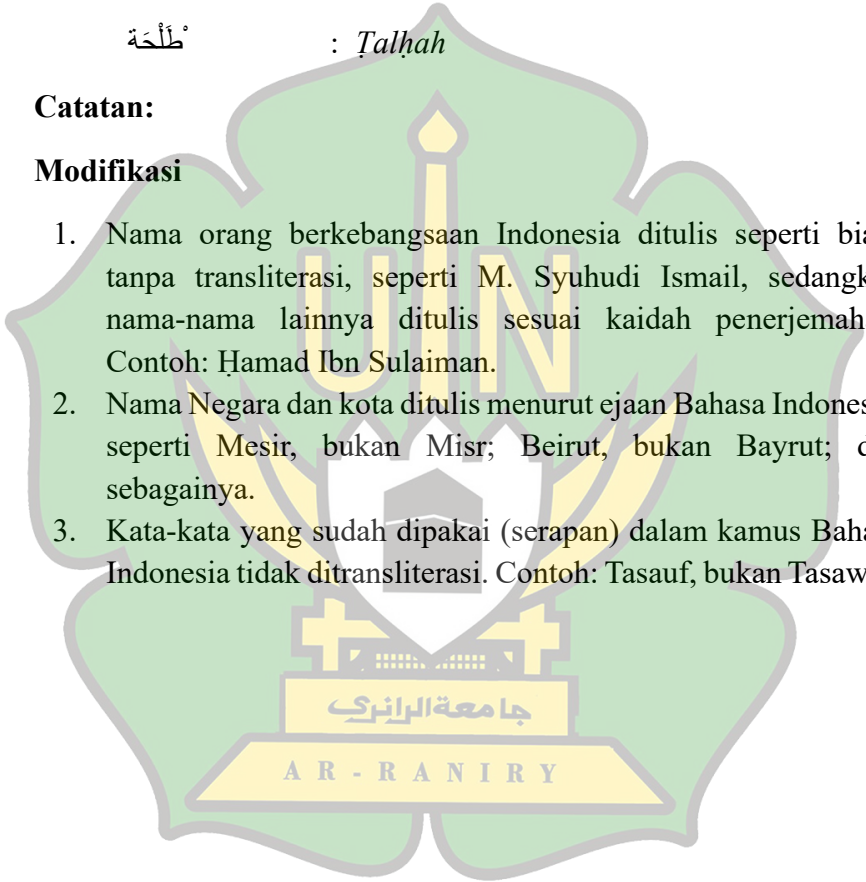 طَلْحَةْ : Ṭalḥah
Catatan:
Modifikasi
1. Nama orang berkebangsaan Indonesia ditulis seperti bia
tanpa transliterasi, seperti M. Syuhudi Ismail, sedangk
nama-nama lainnya ditulis sesuai kaidah penerjemah
Contoh: Ḥamad Ibn Sulaiman.
2. Nama Negara dan kota ditulis menurut ejaan Bahasa Indones
seperti Mesir, bukan Misr; Beirut, bukan Bayrut; d
sebagainya.
3. Kata-kata yang sudah dipakai (serapan) dalam kamus Baha
Indonesia tidak ditransliterasi. Contoh: Tasauf, bukan Tasaw
UIN
جامعةالرانري
AR-RANIRY